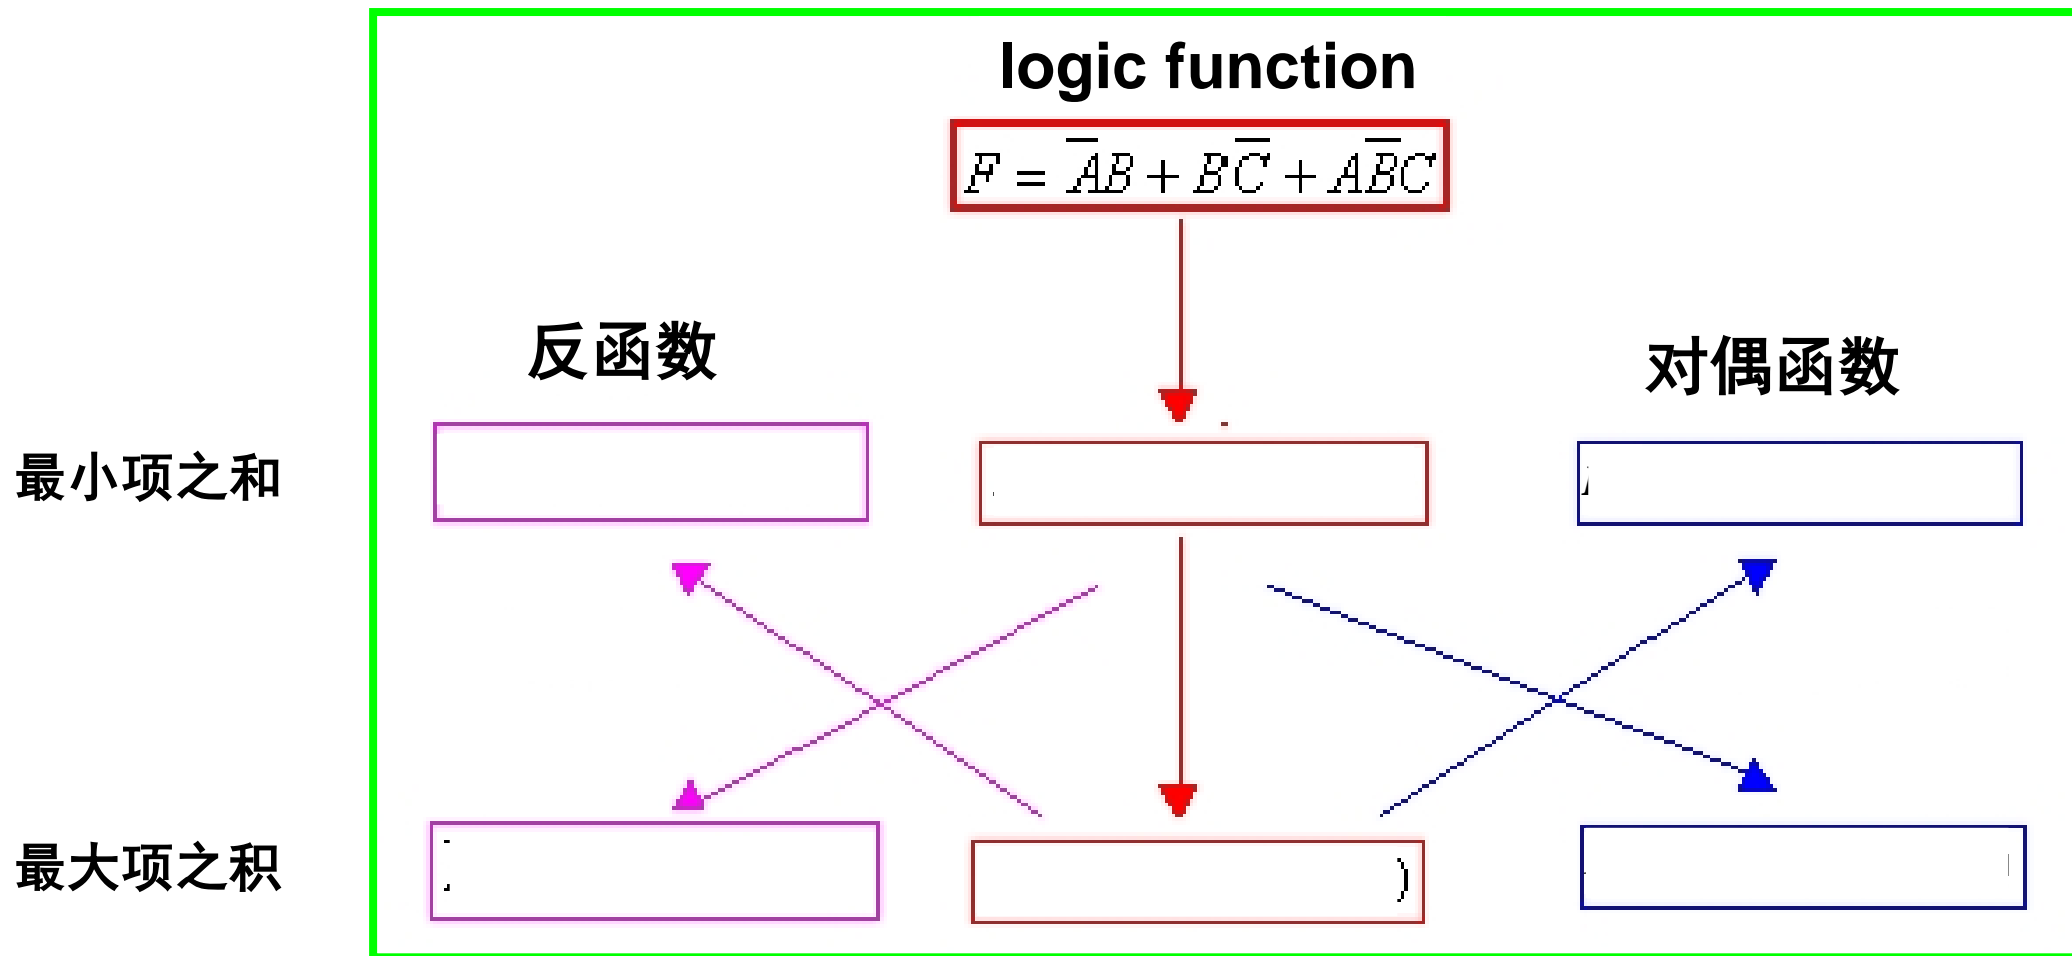 logic function
F = A̅B + BC̅ + AB̅C
反函数
对偶函数
最小项之和
最大项之积
)